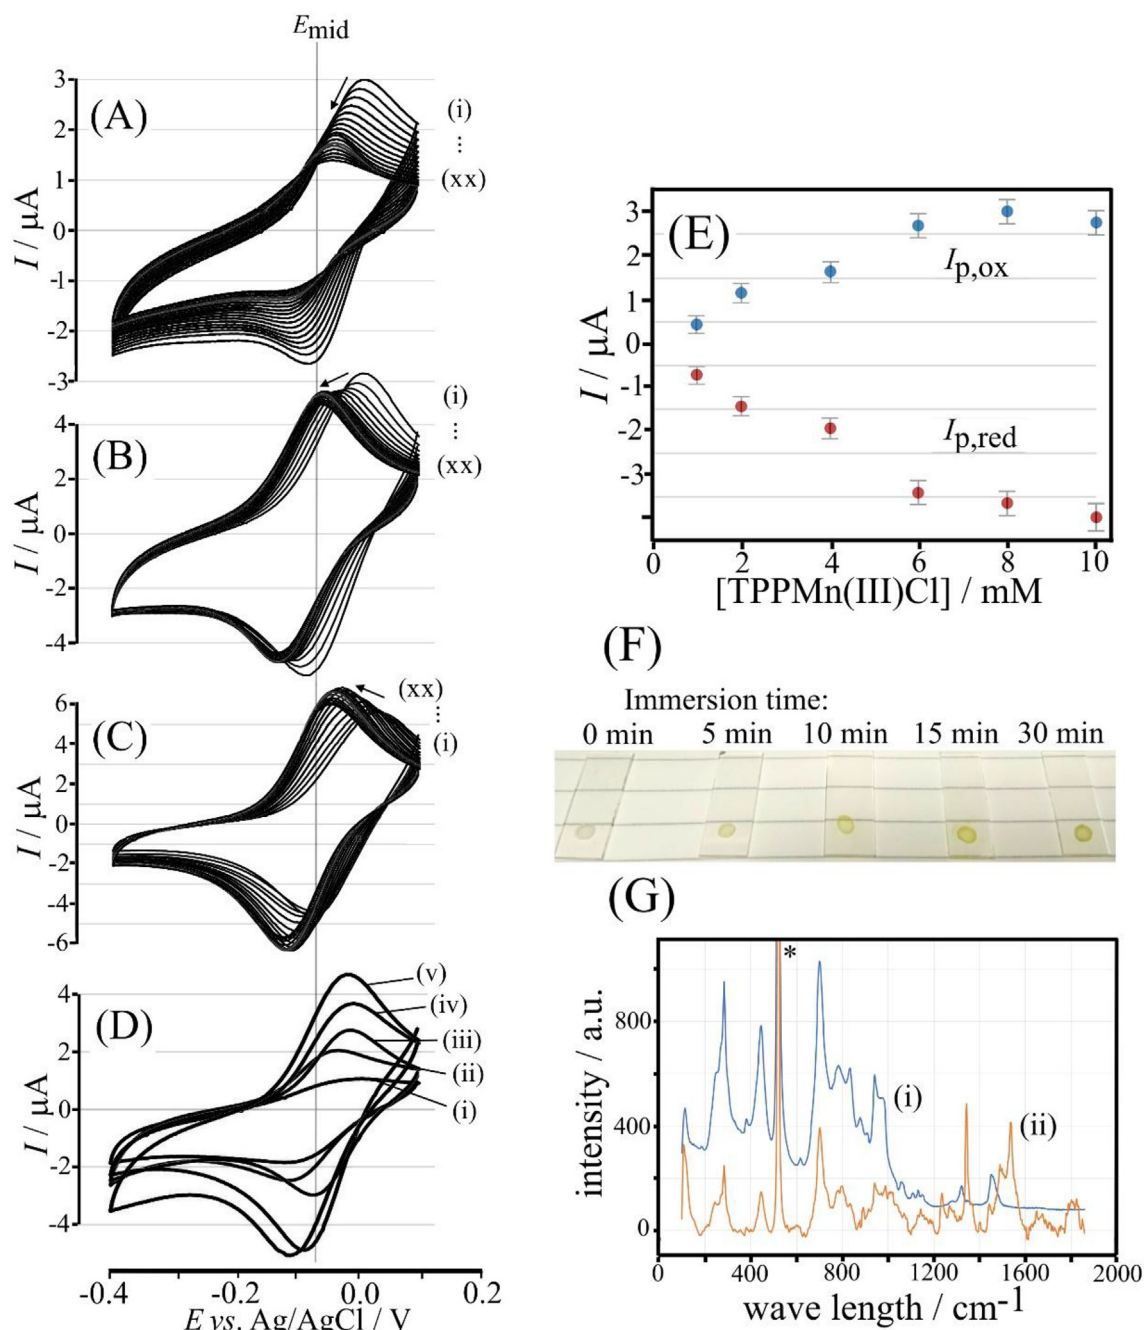 E_mid
(A)
(i)
⋮
(xx)
3
2
1
0
-1
-2
-3
I / μA
(B)
(i)
⋮
(xx)
4
2
0
-2
-4
I / μA
(C)
(xx)
⋮
(i)
6
4
2
0
-2
-4
-6
I / μA
(D)
(v)
(iv)
(iii)
(ii)
(i)
4
2
0
-2
-4
I / μA
-0.4 -0.2 0.0 0.2
E vs. Ag/AgCl / V
(E)
3
2
1
0
-1
-2
-3
I / μA
I_p,ox
I_p,red
0 2 4 6 8 10
[TPPMn(III)Cl] / mM
(F)
Immersion time:
0 min 5 min 10 min 15 min 30 min
(G)
*
(i)
(ii)
800
400
0
intensity / a.u.
0 400 800 1200 1600 2000
wave length / cm-1